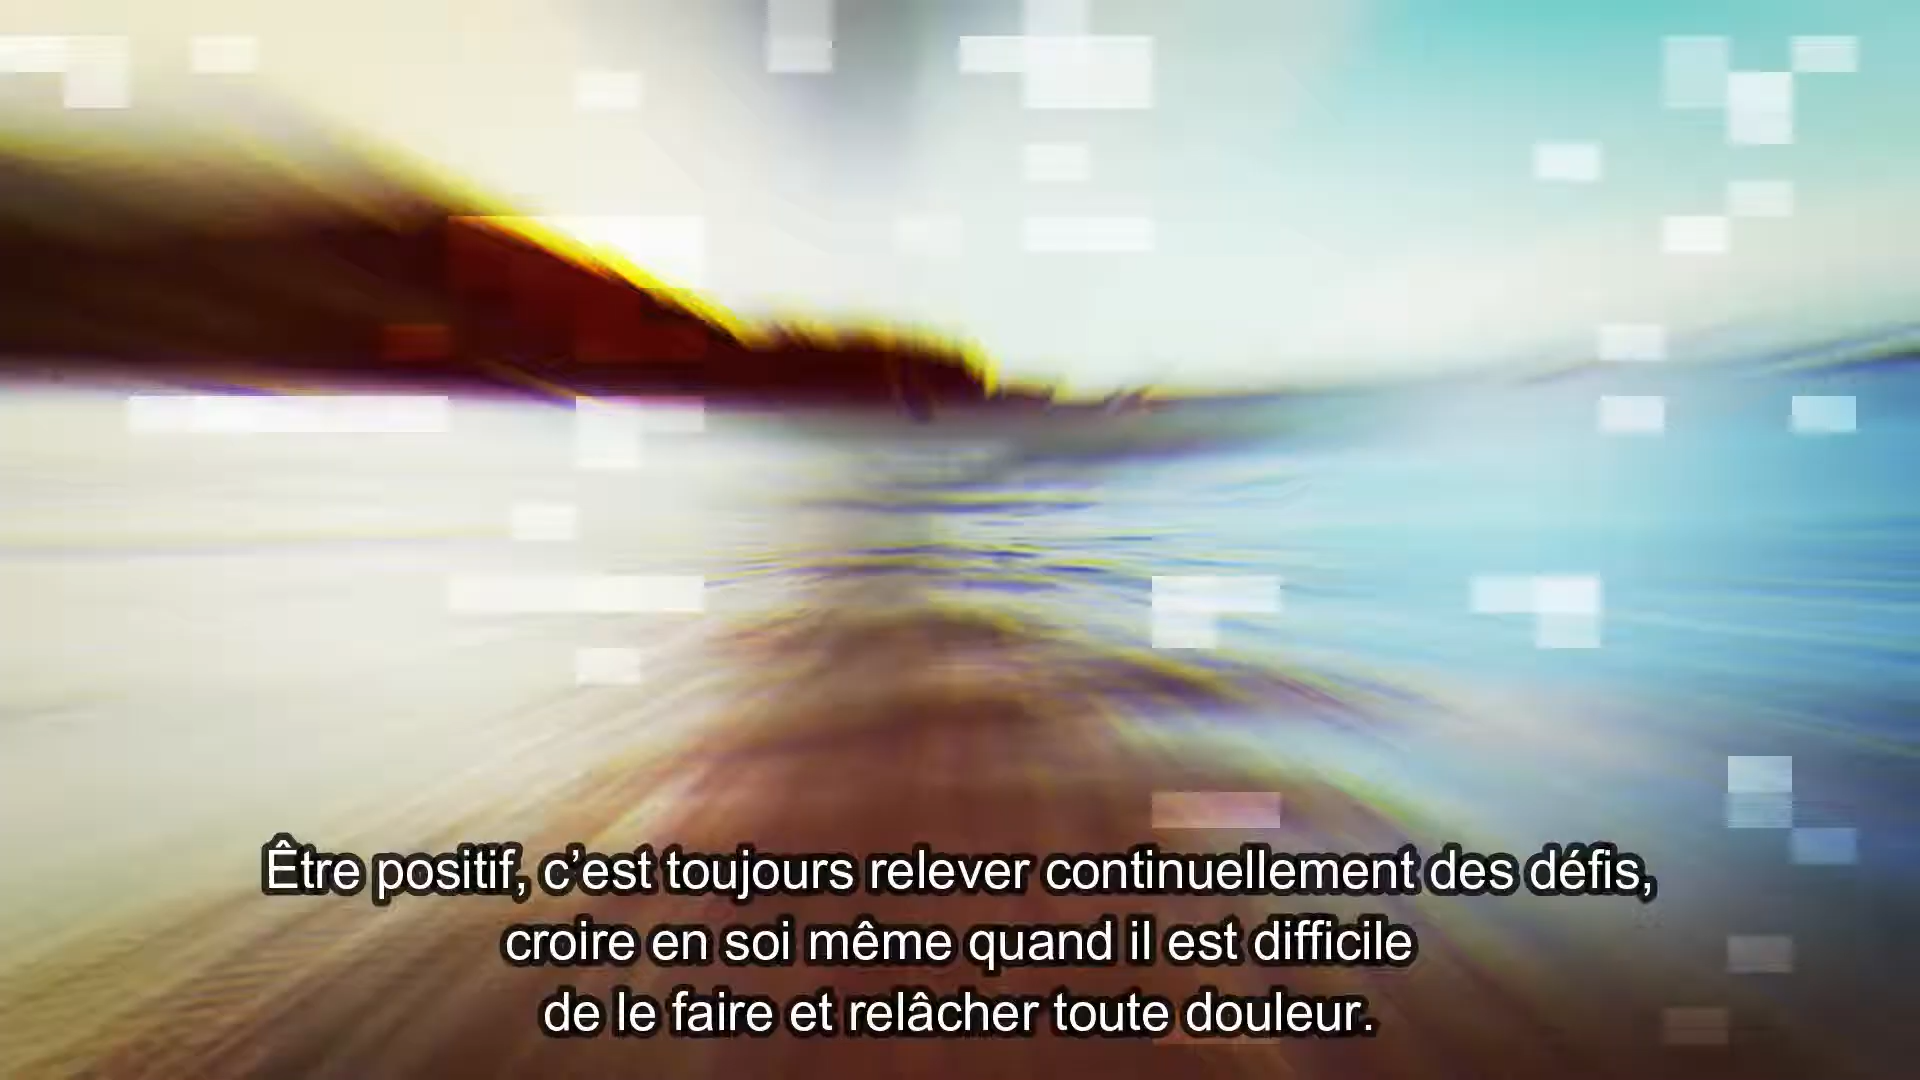 Être positif, c’est toujours relever continuellement des défis,
croire en soi même quand il est difficile
de le faire et relâcher toute douleur.